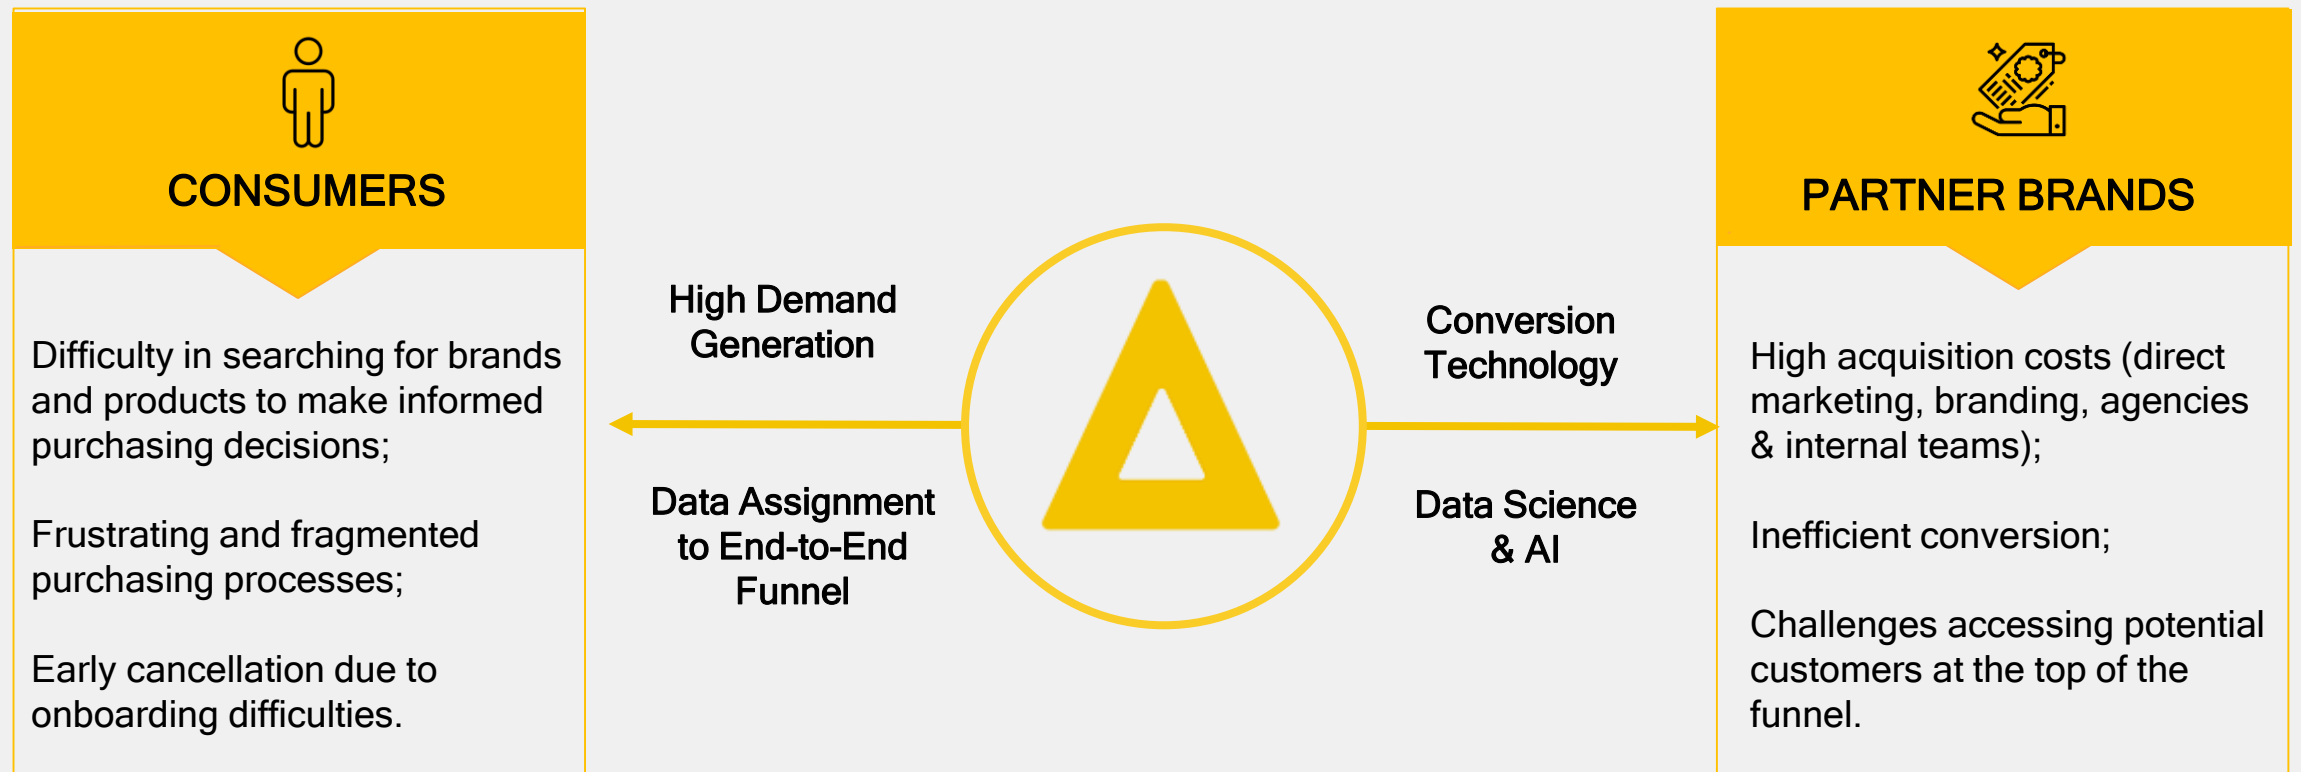 CONSUMERS
Difficulty in searching for brands
and products to make informed
purchasing decisions;
Frustrating and fragmented
purchasing processes;
Early cancellation due to
onboarding difficulties.
High Demand
Generation
Data Assignment
to End-to-End
Funnel
Conversion
Technology
Data Science
& AI
PARTNER BRANDS
High acquisition costs (direct
marketing, branding, agencies
& internal teams);
Inefficient conversion;
Challenges accessing potential
customers at the top of the
funnel.